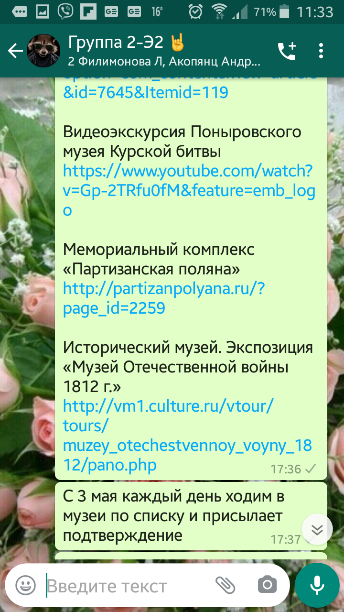 16° 71% 11:33
Группа 2-Э2
2 Филимонова Л, Акопянц Андр...
&id=7645&Itemid=119
Видеоэкскурсия Поныровского
музея Курской битвы
https://www.youtube.com/watch?
v=Gp-2TRfu0fM&feature=emb_log
o
Мемориальный комплекс
«Партизанская поляна»
http://partizanpolyana.ru/?
page_id=2259
Исторический музей. Экспозиция
«Музей Отечественной войны
1812 г.»
http://vm1.culture.ru/vtour/
tours/
muzey_otechestvennoy_voyny_18
12/pano.php
17:36
С 3 мая каждый день ходим в
музеи по списку и присылает
подтверждение
17:37
Введите текст